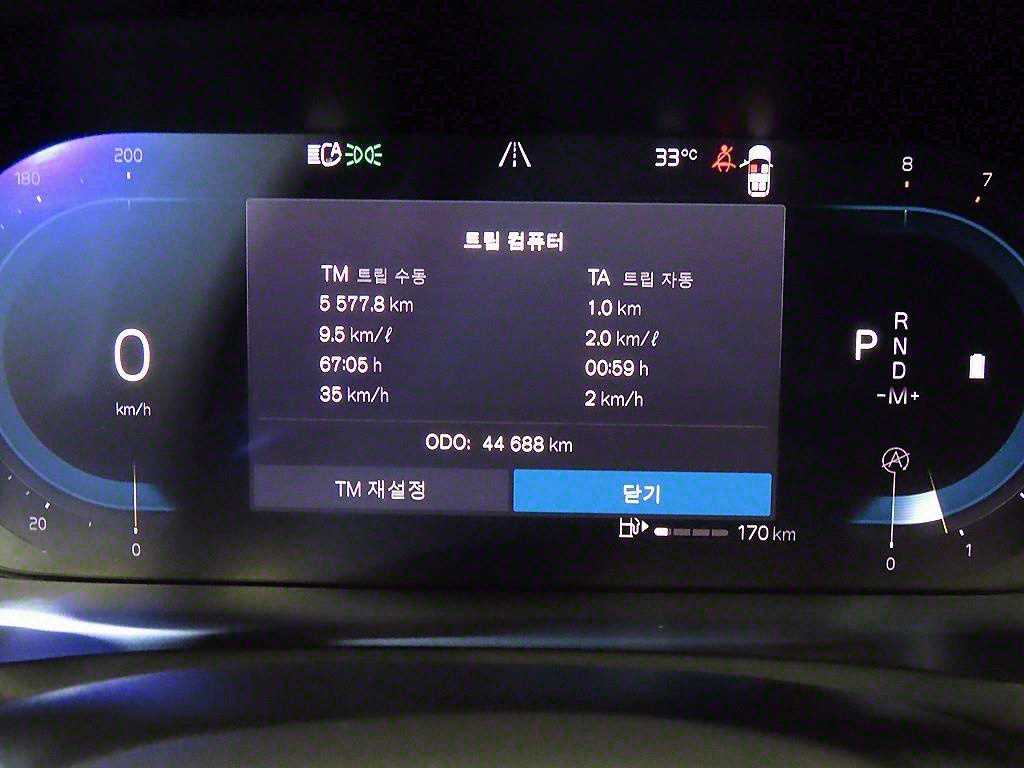 200
180
33°C
8
7
트립 컴퓨터
TM 트립 수동
TA 트립 자동
5 577.8 km
1.0 km
9.5 km/ℓ
2.0 km/ℓ
67:05 h
00:59 h
35 km/h
2 km/h
ODO: 44 688 km
TM 재설정
닫기
0
km/h
P
R
N
D
-M+
A
20
0
170 km
0
1